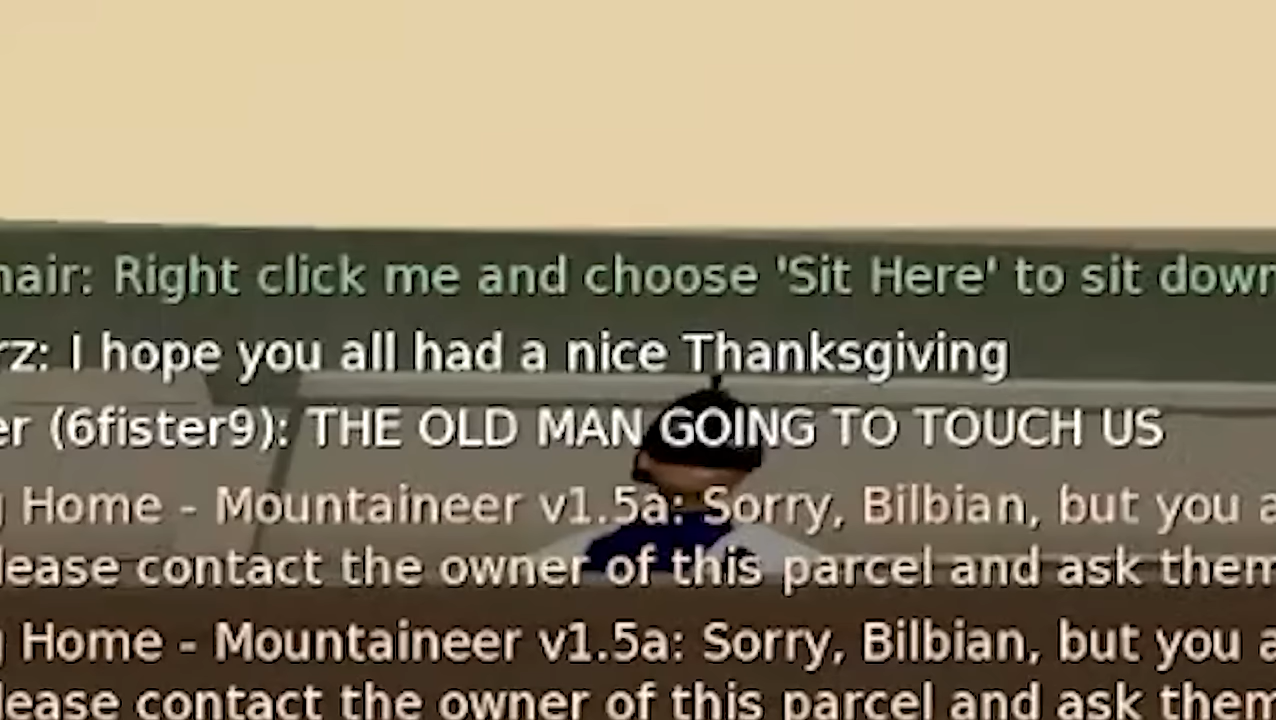 hair: Right click me and choose 'Sit Here' to sit down
rz: I hope you all had a nice Thanksgiving
er (6fister9): THE OLD MAN GOING TO TOUCH US
g Home - Mountaineer v1.5a: Sorry, Bilbian, but you a
lease contact the owner of this parcel and ask them
g Home - Mountaineer v1.5a: Sorry, Bilbian, but you a
lease contact the owner of this parcel and ask them